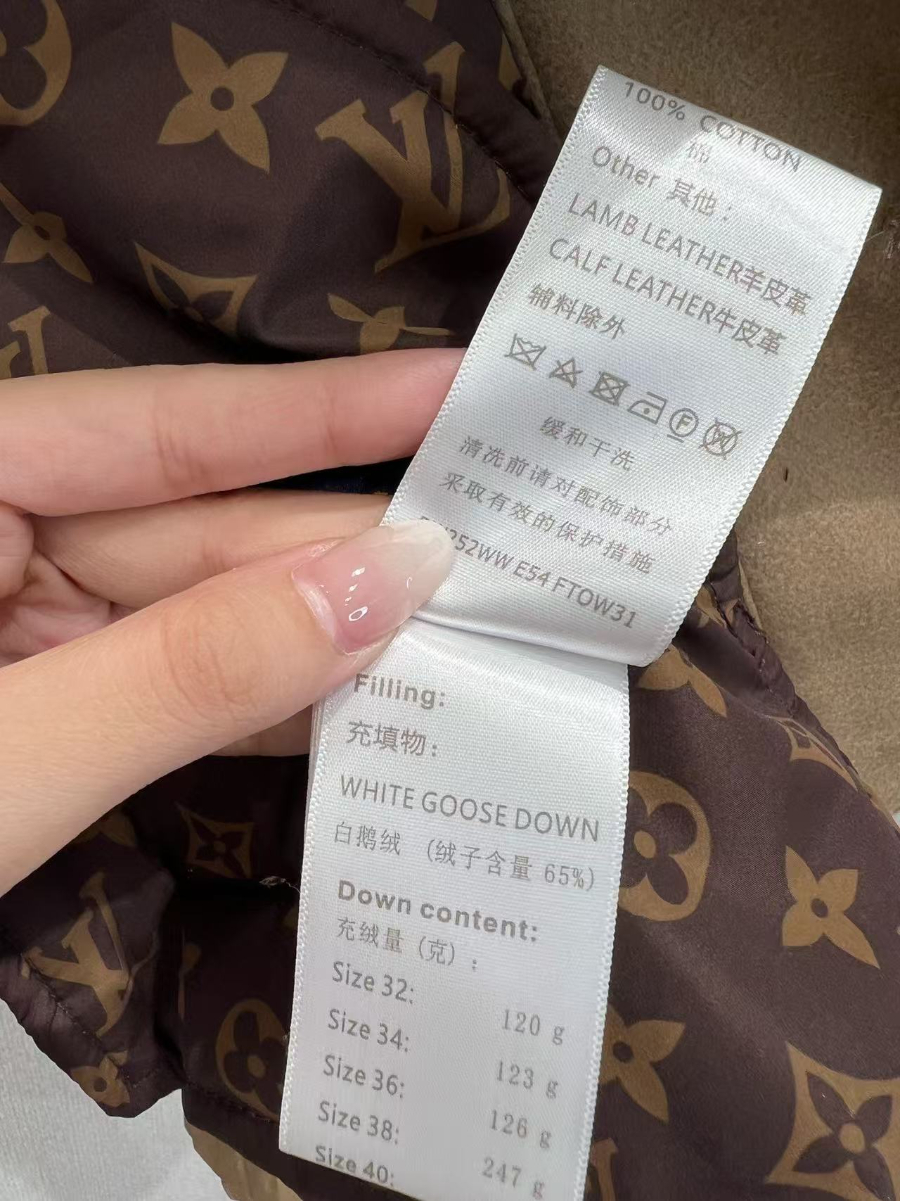 100% COTTON
棉
Other 其他：
LAMB LEATHER羊皮革
CALF LEATHER牛皮革
辅料除外
F
缓和干洗
清洗前请对配饰部分
采取有效的保护措施
252WW E54 FTOW31
Filling:
充填物：
WHITE GOOSE DOWN
白鹅绒 (绒子含量 65%)
Down content:
充绒量（克）:
Size 32: 120 g
Size 34: 123 g
Size 36: 126 g
Size 38: 247 g
Size 40: